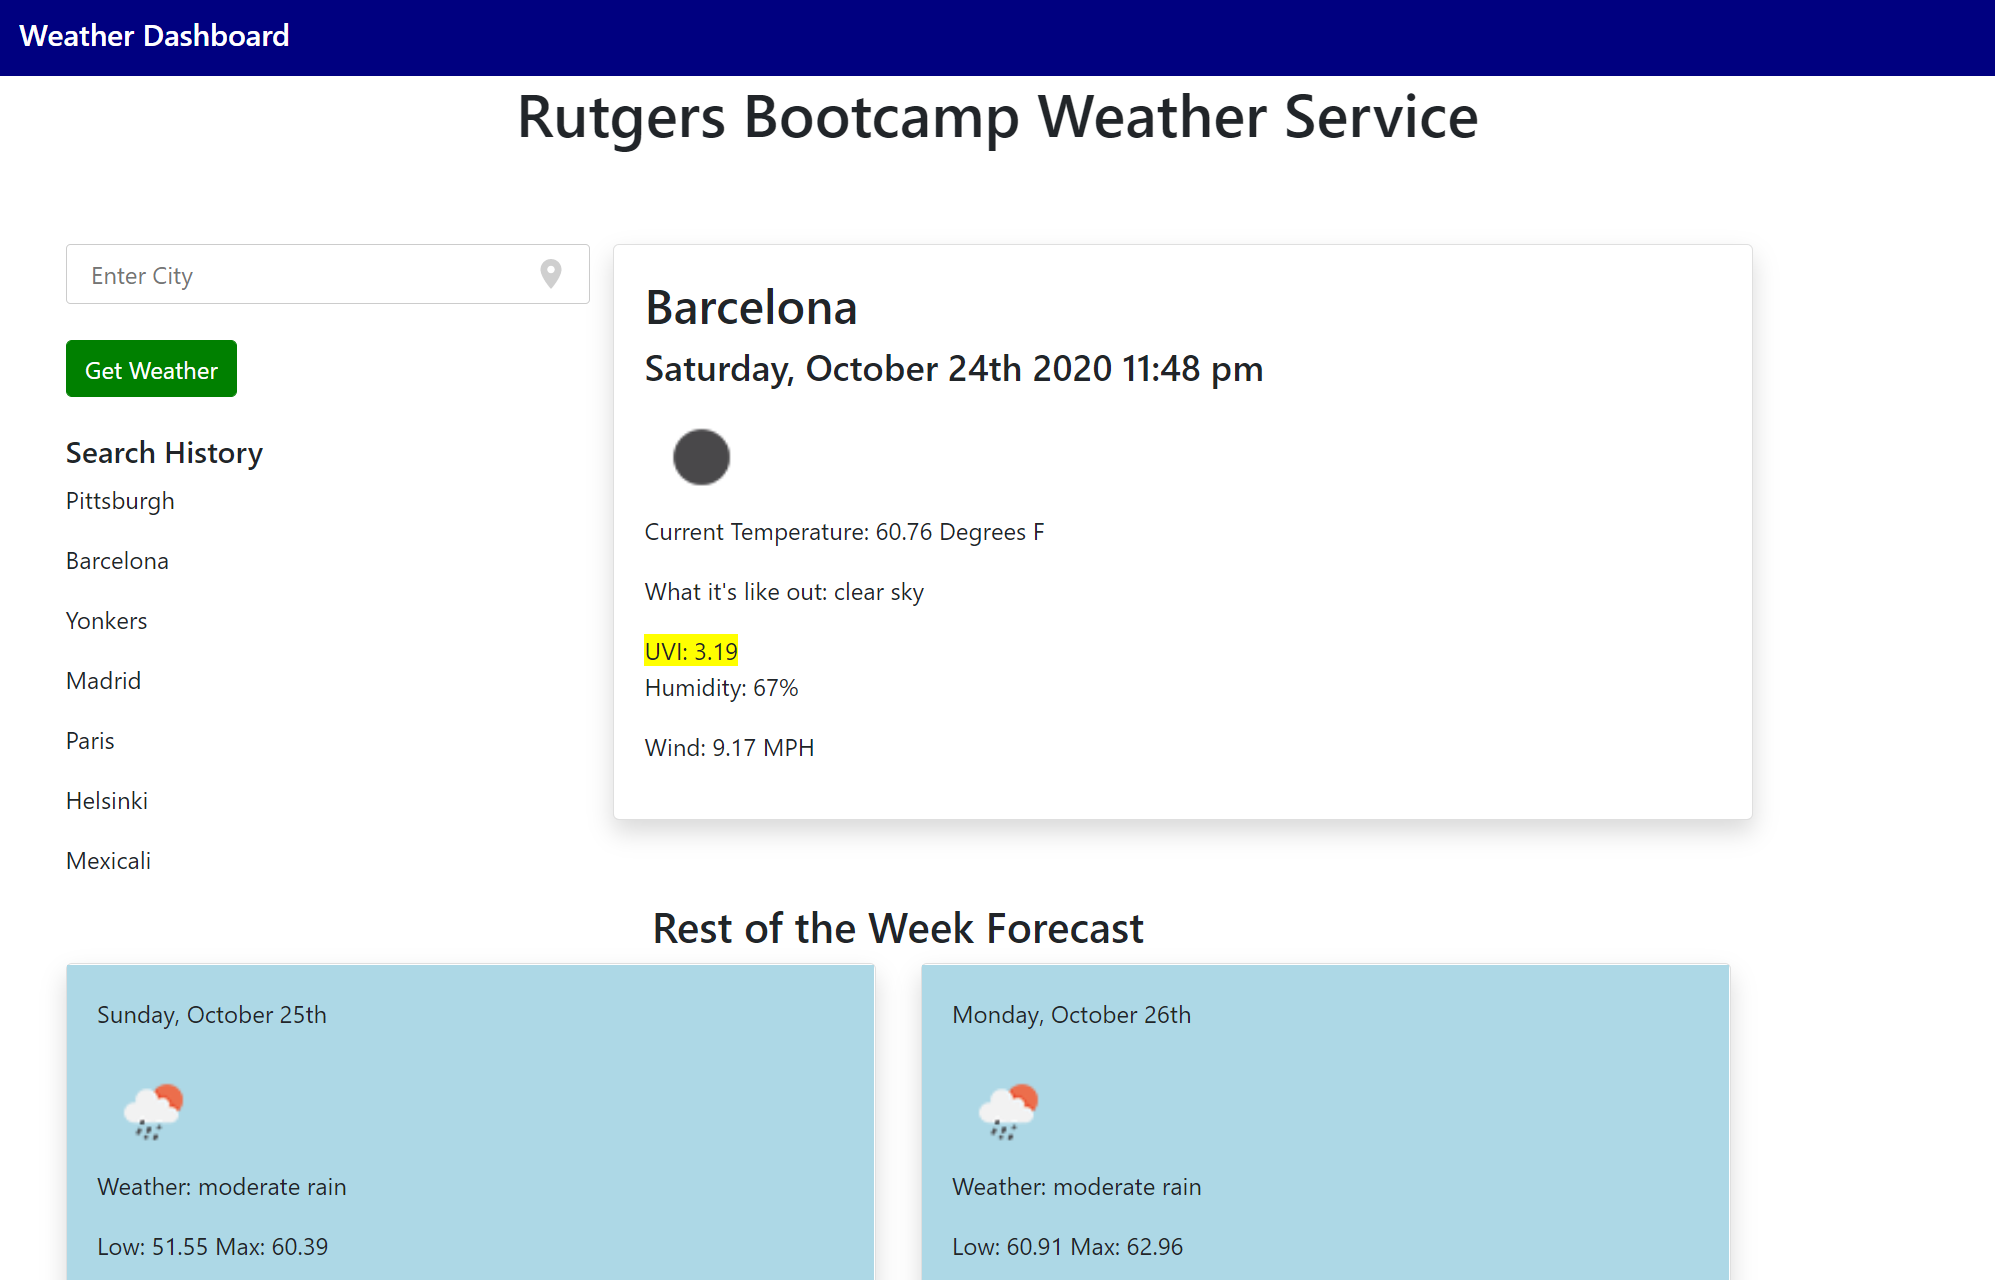 Weather Dashboard
Rutgers Bootcamp Weather Service
Enter City
Get Weather
Search History
Pittsburgh
Barcelona
Yonkers
Madrid
Paris
Helsinki
Mexicali
Barcelona
Saturday, October 24th 2020 11:48 pm
Current Temperature: 60.76 Degrees F
What it's like out: clear sky
UVI: 3.19
Humidity: 67%
Wind: 9.17 MPH
Rest of the Week Forecast
Sunday, October 25th
Weather: moderate rain
Low: 51.55 Max: 60.39
Monday, October 26th
Weather: moderate rain
Low: 60.91 Max: 62.96